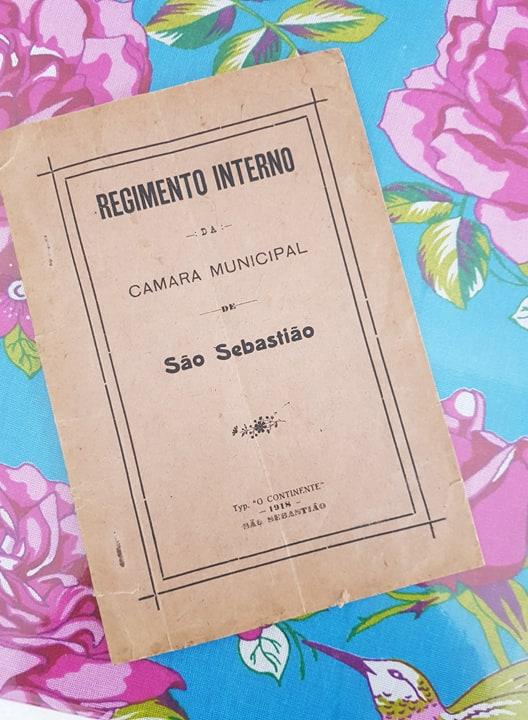 REGIMENTO INTERNO
—: DA :—
CAMARA MUNICIPAL
DE
São Sebastião
Typ. "O CONTINENTE"
- 1918 -
SÃO SEBASTIÃO